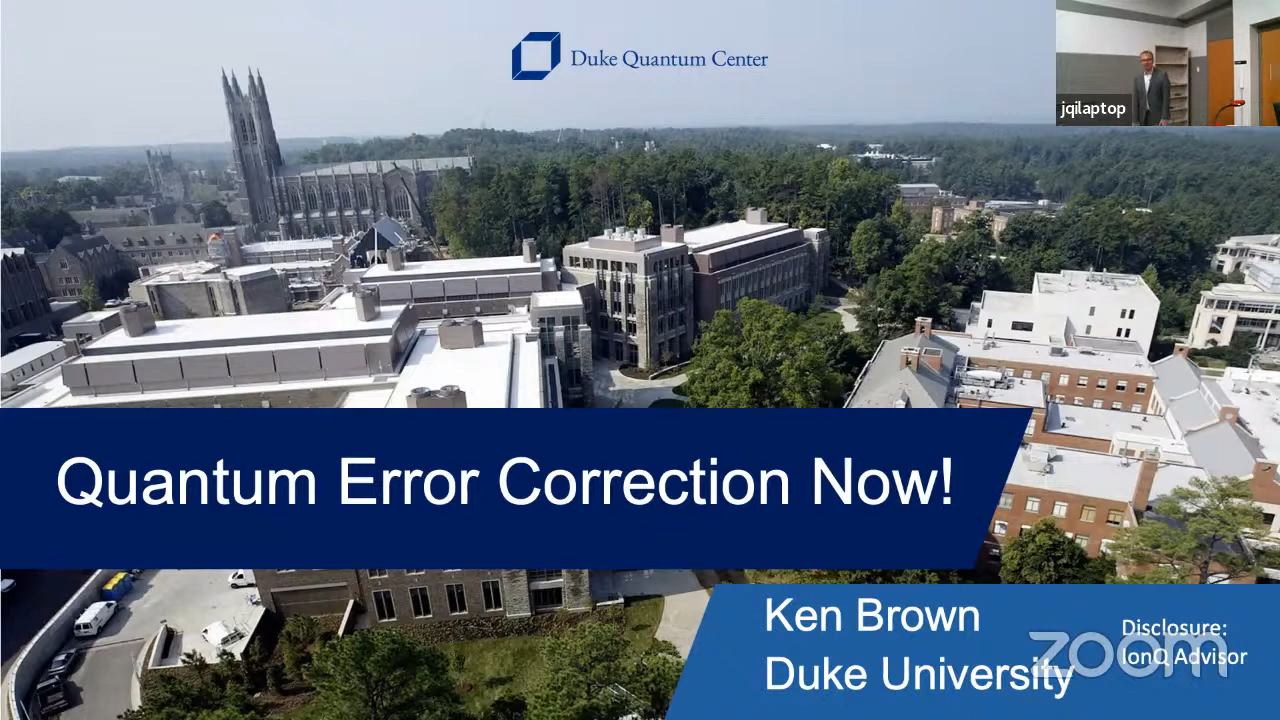 Duke Quantum Center
jqilaptop
Quantum Error Correction Now!
Ken Brown
Duke University
Disclosure:
IonQ Advisor
zoom